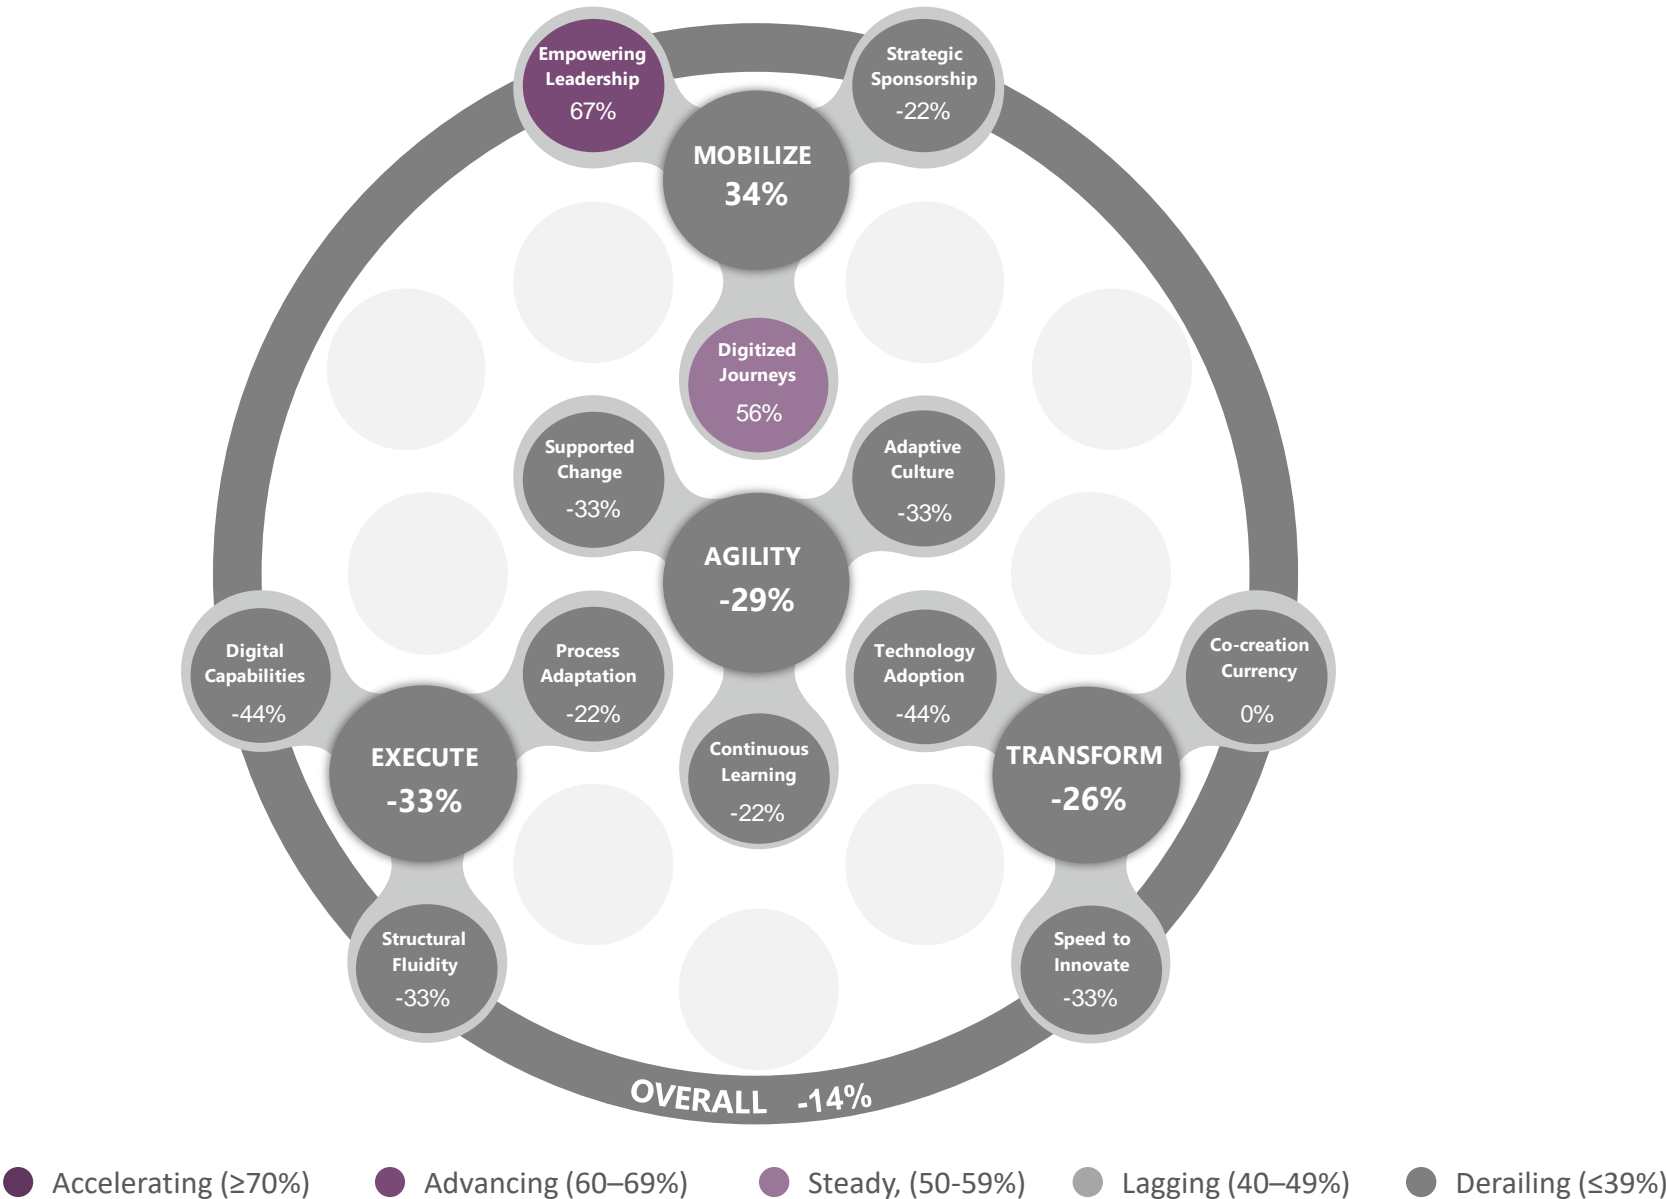 Empowering
Leadership
67%
Strategic
Sponsorship
-22%
MOBILIZE
34%
Digitized
Journeys
56%
Supported
Change
-33%
Adaptive
Culture
-33%
AGILITY
-29%
Continuous
Learning
-22%
Digital
Capabilities
-44%
Process
Adaptation
-22%
EXECUTE
-33%
Structural
Fluidity
-33%
Technology
Adoption
-44%
Co-creation
Currency
0%
TRANSFORM
-26%
Speed to
Innovate
-33%
OVERALL -14%
Accelerating (≥70%)
Advancing (60–69%)
Steady, (50-59%)
Lagging (40–49%)
Derailing (≤39%)